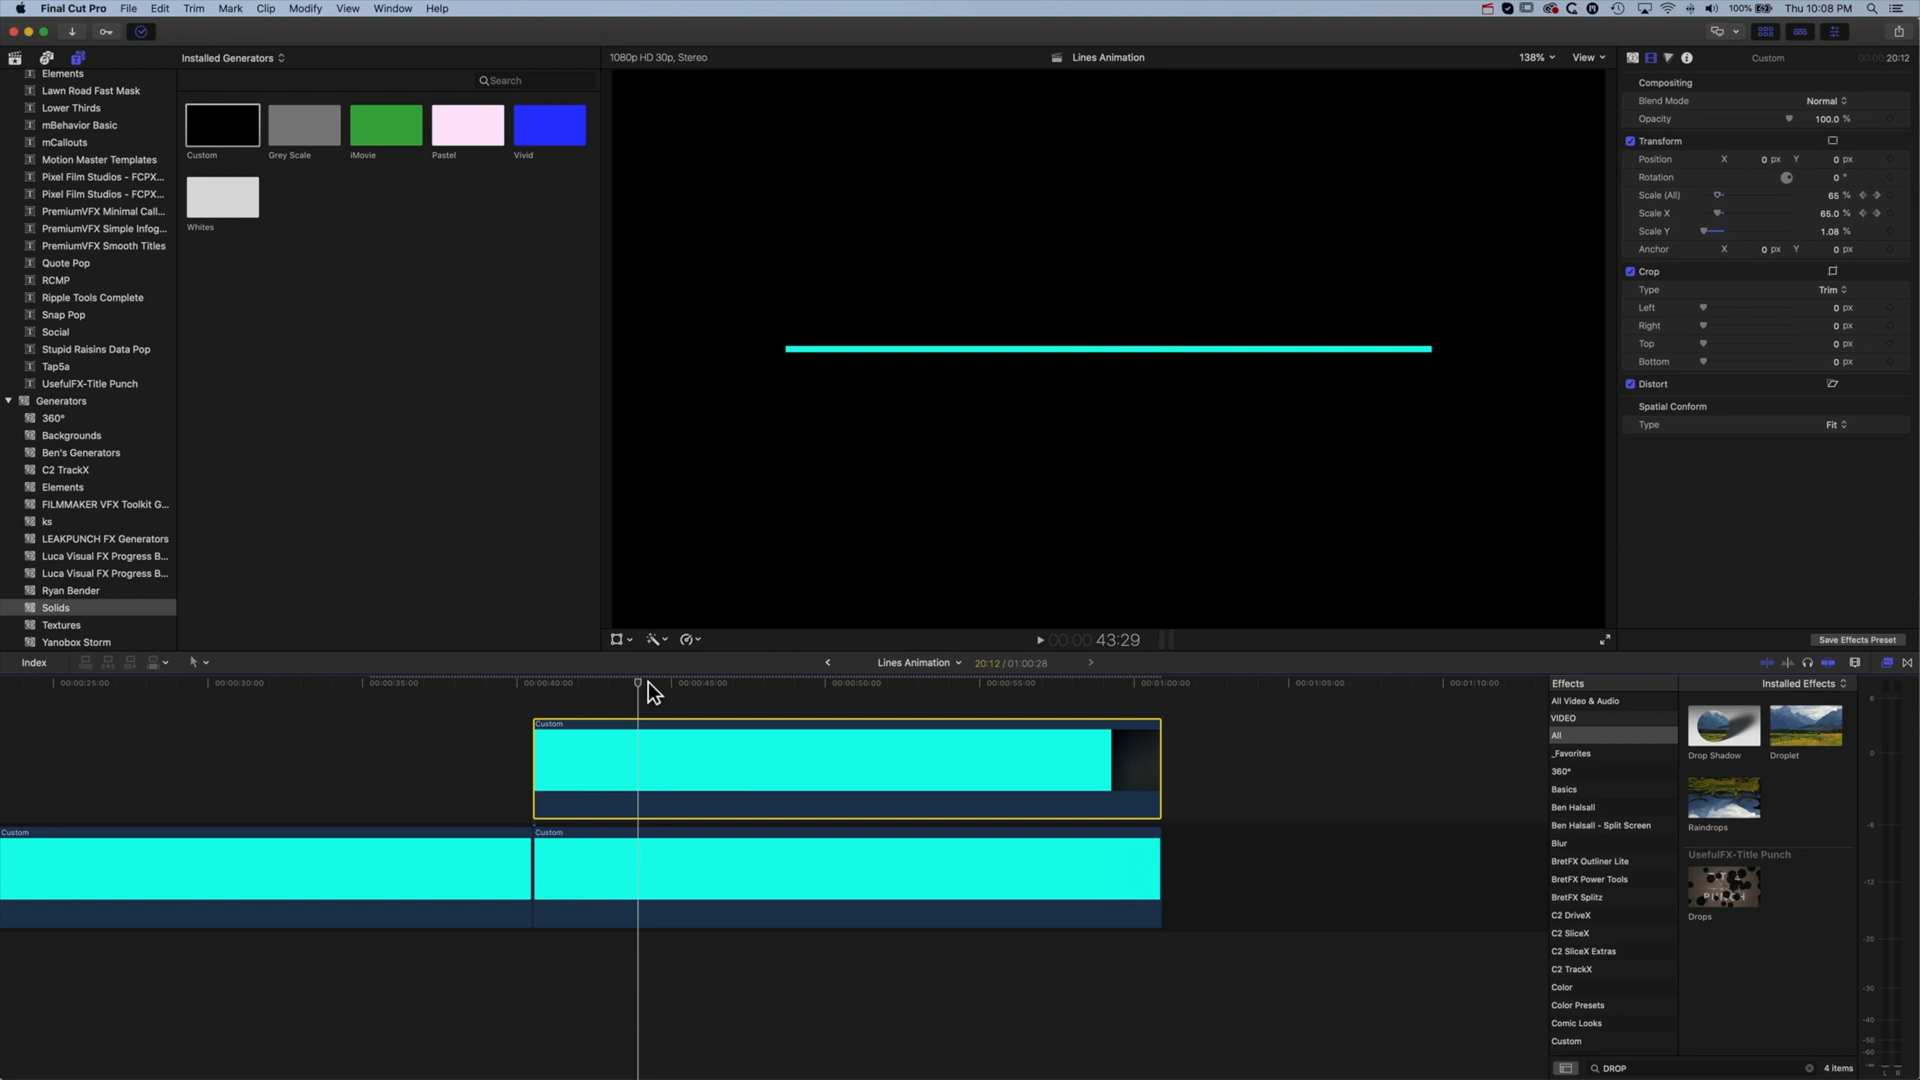 Final Cut Pro File Edit Trim Mark Clip Modify View Window Help 100% Thu 10:08 PM
Installed Generators
1080p HD 30p, Stereo
Lines Animation
138% View
Custom
20:12
Search
Elements
Lawn Road Fast Mask
Lower Thirds
mBehavior Basic
mCallouts
Motion Master Templates
Pixel Film Studios - FCPX...
Pixel Film Studios - FCPX...
PremiumVFX Minimal Call...
PremiumVFX Simple Infog...
PremiumVFX Smooth Titles
Quote Pop
RCMP
Ripple Tools Complete
Snap Pop
Social
Stupid Raisins Data Pop
Tap5a
UsefulFX-Title Punch
Generators
360°
Backgrounds
Ben's Generators
C2 TrackX
Elements
FILMMAKER VFX Toolkit G...
ks
LEAKPUNCH FX Generators
Luca Visual FX Progress B...
Luca Visual FX Progress B...
Ryan Bender
Solids
Textures
Yanobox Storm
Custom
Grey Scale
iMovie
Pastel
Vivid
Whites
Compositing
Blend Mode Normal
Opacity 100.0 %
Transform
Position X 0 px Y 0 px
Rotation 0 °
Scale (All) 65 %
Scale X 65.0 %
Scale Y 1.08 %
Anchor X 0 px Y 0 px
Crop
Type Trim
Left 0 px
Right 0 px
Top 0 px
Bottom 0 px
Distort
Spatial Conform
Type Fit
Save Effects Preset
00:00 43:29
Index
Lines Animation
20:12 / 01:00:28
00:00:25:00
00:00:30:00
00:00:35:00
00:00:40:00
00:00:45:00
00:00:50:00
00:00:55:00
00:01:00:00
00:01:05:00
00:01:10:00
Custom
Custom
Custom
Effects
Installed Effects
All Video & Audio
VIDEO
All
_Favorites
360°
Basics
Ben Halsall
Ben Halsall - Split Screen
Blur
BretFX Outliner Lite
BretFX Power Tools
BretFX Splitz
C2 DriveX
C2 SliceX
C2 SliceX Extras
C2 TrackX
Color
Color Presets
Comic Looks
Custom
Drop Shadow
Droplet
Raindrops
UsefulFX-Title Punch
Drops
DROP
4 items
6
0
-6
-12
-20
-30
-40
-50
-60
L R